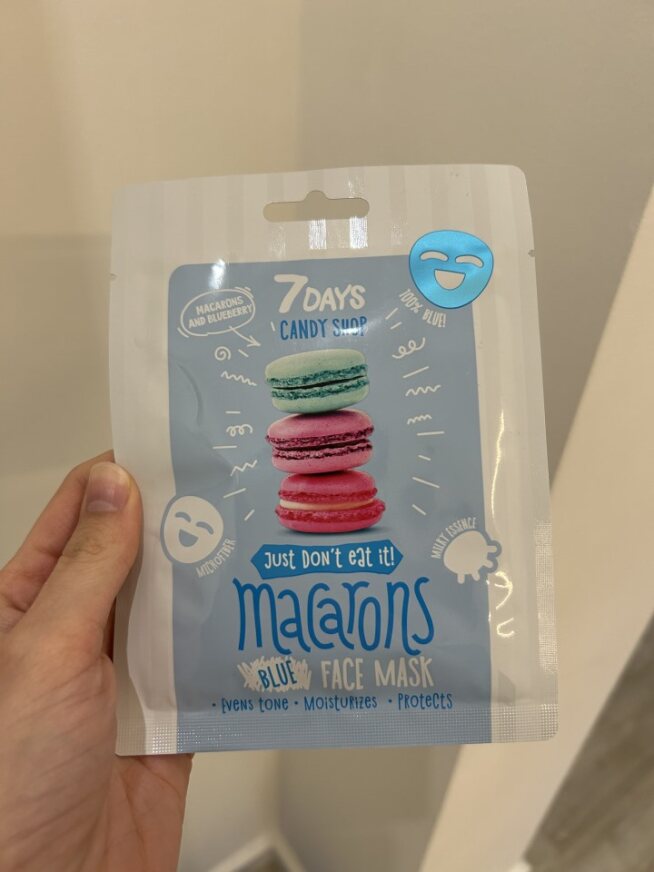 MACARONS
AND BLUEBERRY
7DAYS
CANDY SHOP
100% BLUE!
MICROFIBER
MILKY ESSENCE
Just Don't eat it!
macarons
BLUE FACE MASK
• Evens tone • Moisturizes • Protects